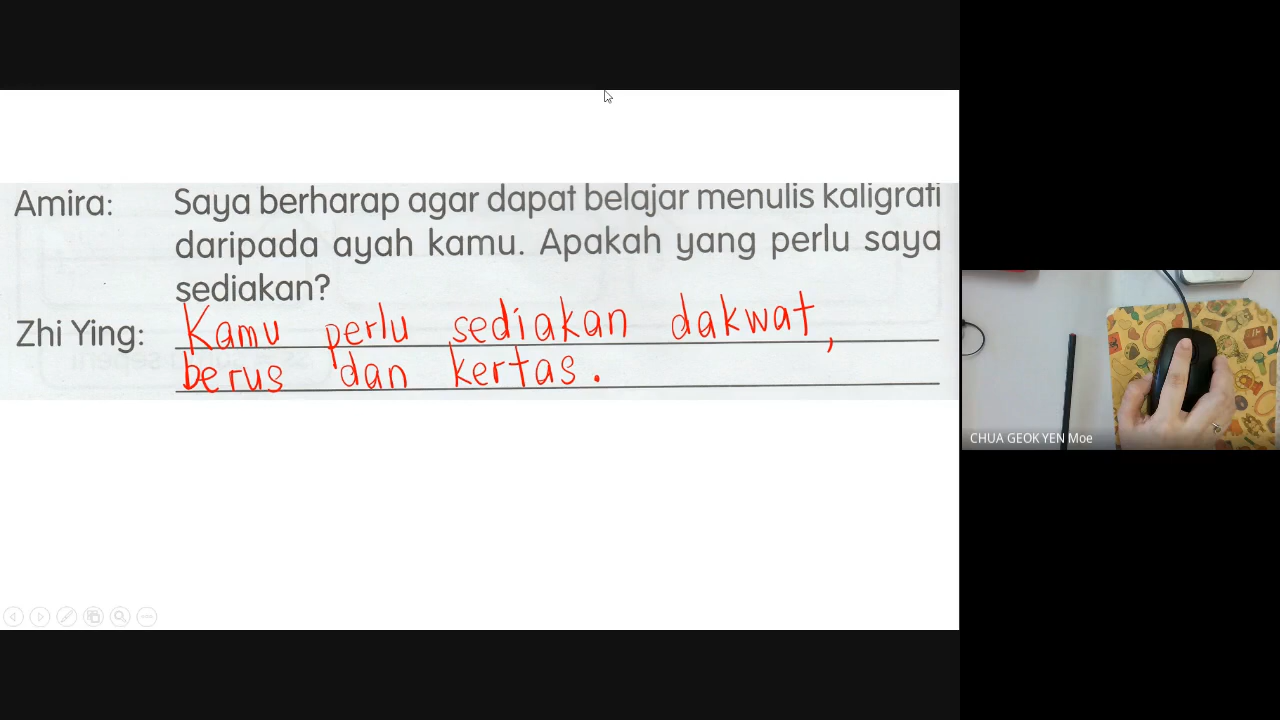 Amira: Saya berharap agar dapat belajar menulis kaligrafi
daripada ayah kamu. Apakah yang perlu saya
sediakan?
Zhi Ying: Kamu perlu sediakan dakwat,
berus dan kertas.
CHUA GEOK YEN Moe